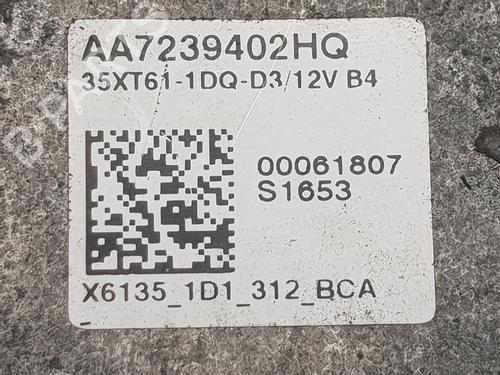 AA7239402HQ
35XT61-1DQ-D3/12V B4
00061807
S1653
X6135_1D1_312_BCA